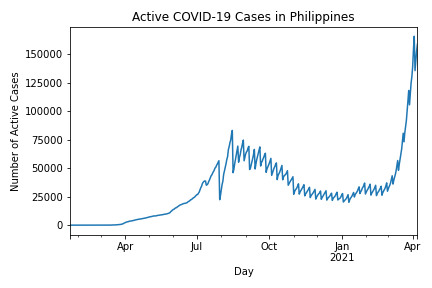 Active COVID-19 Cases in Philippines
Number of Active Cases
150000
125000
100000
75000
50000
25000
0
Apr
Jul
Oct
Jan
2021
Apr
Day